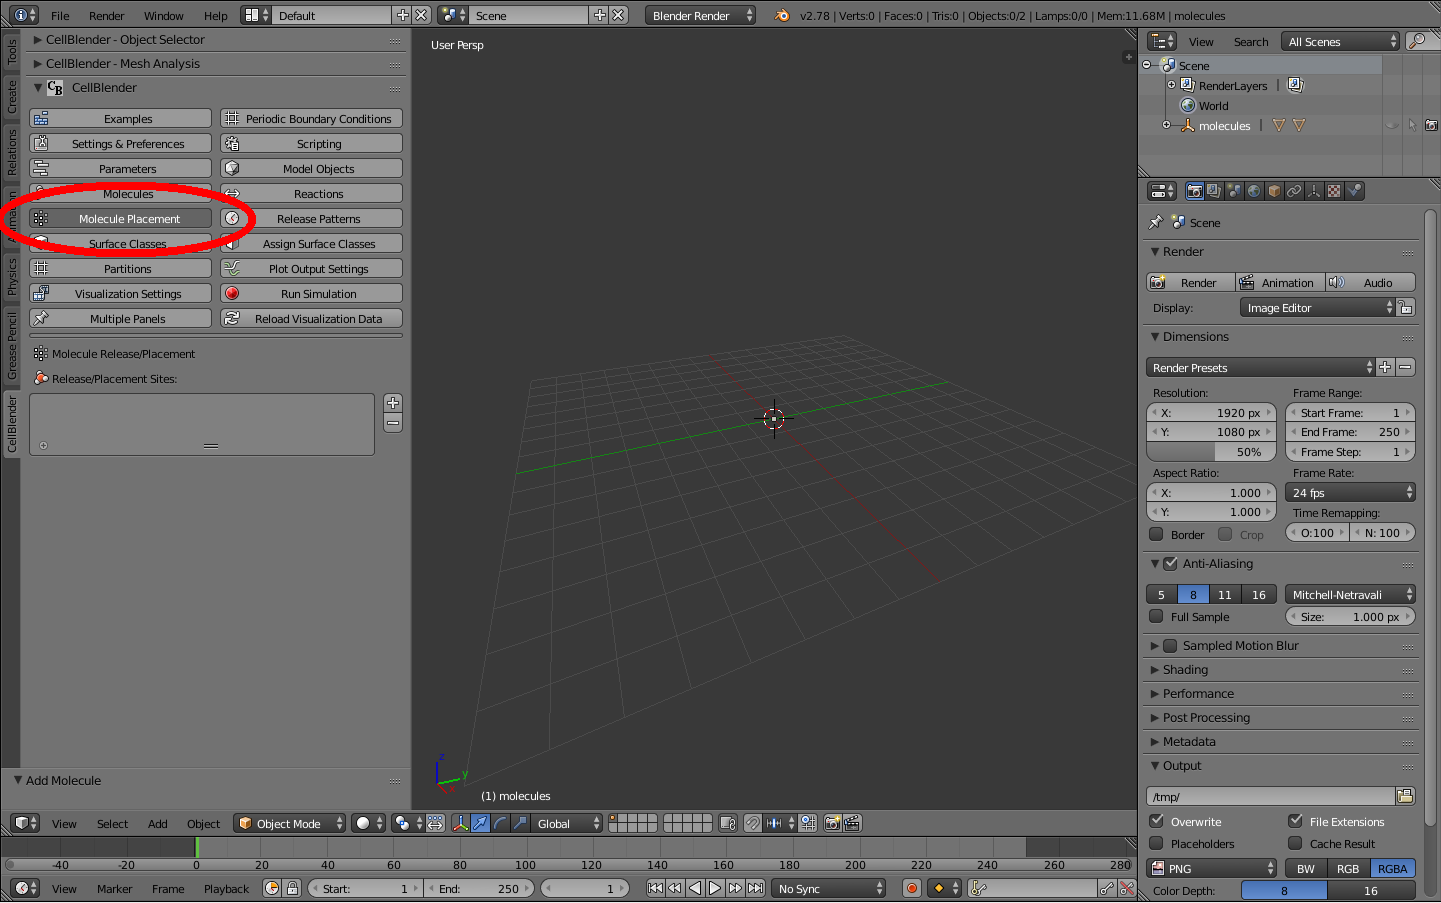 File Render Window Help Default Scene Blender Render v2.78 | Verts:0 | Faces:0 | Tris:0 | Objects:0/2 | Lamps:0/0 | Mem:11.68M | molecules
Tools
Create
Relations
Physics
Grease Pencil
CellBlender
CellBlender - Object Selector
CellBlender - Mesh Analysis
CB CellBlender
Examples Periodic Boundary Conditions
Settings & Preferences Scripting
Parameters Model Objects
Molecules Reactions
Molecule Placement Release Patterns
Surface Classes Assign Surface Classes
Partitions Plot Output Settings
Visualization Settings Run Simulation
Multiple Panels Reload Visualization Data
Molecule Release/Placement
Release/Placement Sites:
Add Molecule
User Persp
z
y
x
(1) molecules
View Select Add Object Object Mode Global
-40 -20 0 20 40 60 80 100 120 140 160 180 200 220 240 260 280
View Marker Frame Playback Start: 1 End: 250 1 No Sync
View Search All Scenes
Scene
RenderLayers |
World
molecules |
Scene
Render
Render Animation Audio
Display: Image Editor
Dimensions
Render Presets
Resolution: Frame Range:
X: 1920 px Start Frame: 1
Y: 1080 px End Frame: 250
50% Frame Step: 1
Aspect Ratio: Frame Rate:
X: 1.000 24 fps
Y: 1.000 Time Remapping:
Border Crop O:100 N: 100
Anti-Aliasing
5 8 11 16 Mitchell-Netravali
Full Sample Size: 1.000 px
Sampled Motion Blur
Shading
Performance
Post Processing
Metadata
Output
/tmp/
Overwrite File Extensions
Placeholders Cache Result
PNG BW RGB RGBA
Color Depth: 8 16